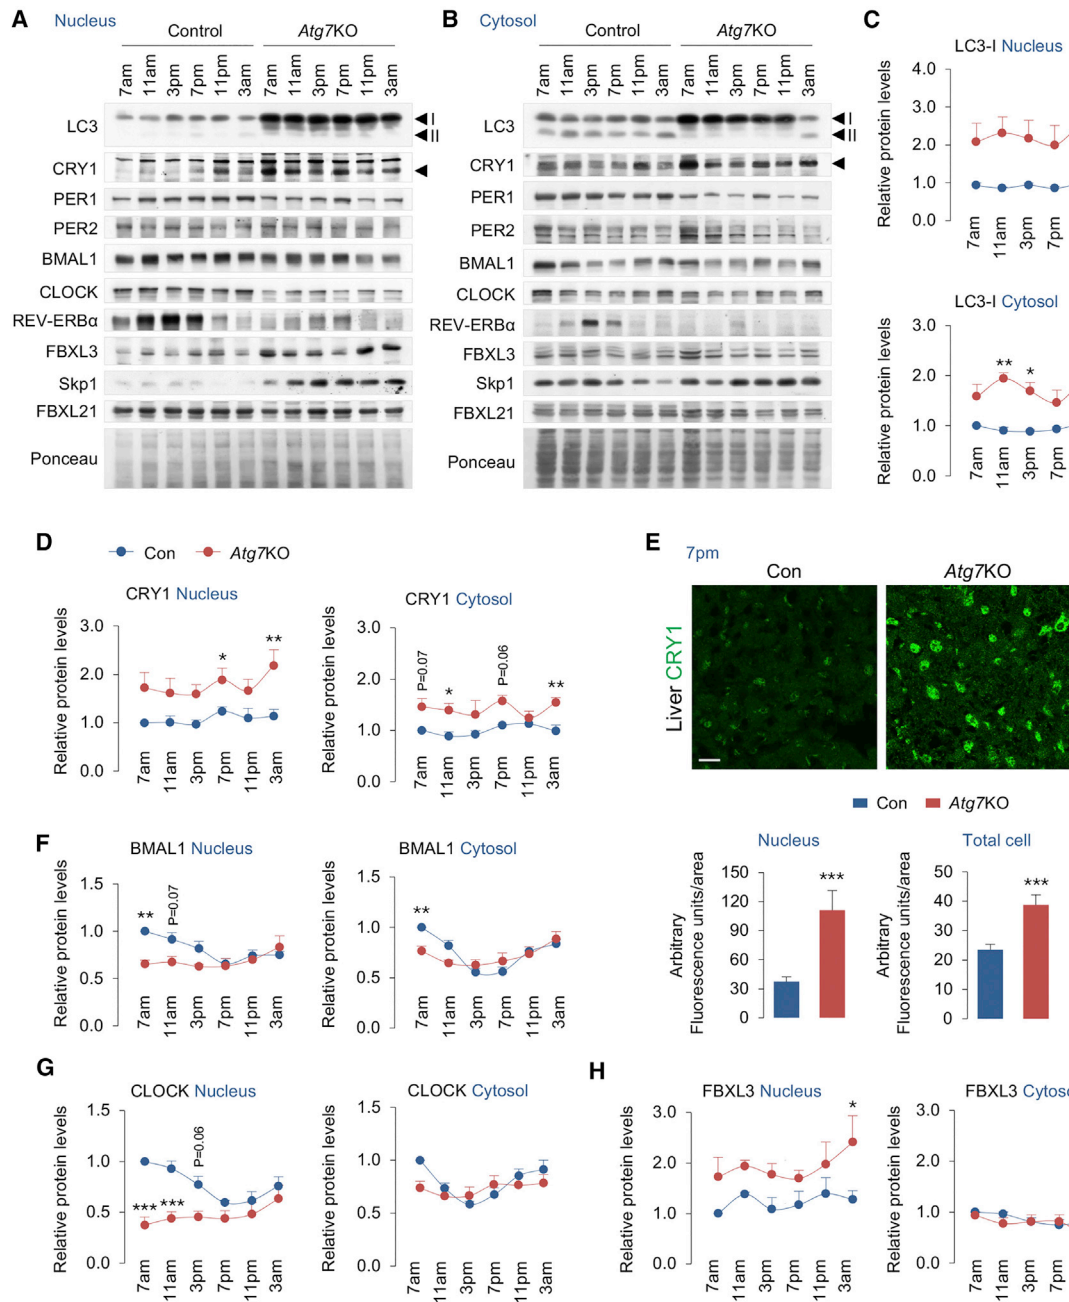 A Nucleus
Control Atg7KO
7am 11am 3pm 7pm 11pm 3am 7am 11am 3pm 7pm 11pm 3am
LC3 I
II
CRY1
PER1
PER2
BMAL1
CLOCK
REV-ERBα
FBXL3
Skp1
FBXL21
Ponceau
B Cytosol
Control Atg7KO
7am 11am 3pm 7pm 11pm 3am 7am 11am 3pm 7pm 11pm 3am
LC3 I
II
CRY1
PER1
PER2
BMAL1
CLOCK
REV-ERBα
FBXL3
Skp1
FBXL21
Ponceau
C
LC3-I Nucleus
Relative protein levels
4.0
3.0
2.0
1.0
0.0
7am 11am 3pm 7pm
LC3-I Cytosol
Relative protein levels
3.0
2.0
1.0
0.0
** *
7am 11am 3pm 7pm
D
Con Atg7KO
CRY1 Nucleus
Relative protein levels
3.0
2.0
1.0
0.0
* **
7am 11am 3pm 7pm 11pm 3am
CRY1 Cytosol
Relative protein levels
3.0
2.0
1.0
0.0
P=0.07 * P=0.06 **
7am 11am 3pm 7pm 11pm 3am
E 7pm
Con Atg7KO
Liver CRY1
Con Atg7KO
Nucleus
Arbitrary
Fluorescence units/area
150
120
90
60
30
0
***
Total cell
Arbitrary
Fluorescence units/area
50
40
30
20
10
0
***
F
BMAL1 Nucleus
Relative protein levels
1.5
1.0
0.5
0.0
** P=0.07
7am 11am 3pm 7pm 11pm 3am
BMAL1 Cytosol
Relative protein levels
1.5
1.0
0.5
0.0
**
7am 11am 3pm 7pm 11pm 3am
G
CLOCK Nucleus
Relative protein levels
1.5
1.0
0.5
0.0
*** *** P=0.06
7am 11am 3pm 7pm 11pm 3am
CLOCK Cytosol
Relative protein levels
1.5
1.0
0.5
0.0
7am 11am 3pm 7pm 11pm 3am
H
FBXL3 Nucleus
Relative protein levels
3.0
2.0
1.0
0.0
*
7am 11am 3pm 7pm 11pm 3am
FBXL3 Cytoso
Relative protein levels
3.0
2.0
1.0
0.0
7am 11am 3pm 7pm